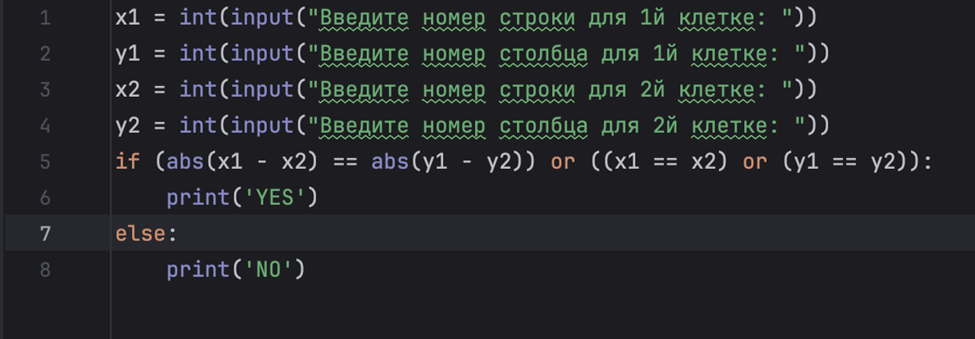 1 x1 = int(input("Введите номер строки для 1й клетке: "))
2 y1 = int(input("Введите номер столбца для 1й клетке: "))
3 x2 = int(input("Введите номер строки для 2й клетке: "))
4 y2 = int(input("Введите номер столбца для 2й клетке: "))
5 if (abs(x1 - x2) == abs(y1 - y2)) or ((x1 == x2) or (y1 == y2)):
6     print('YES')
7 else:
8     print('NO')